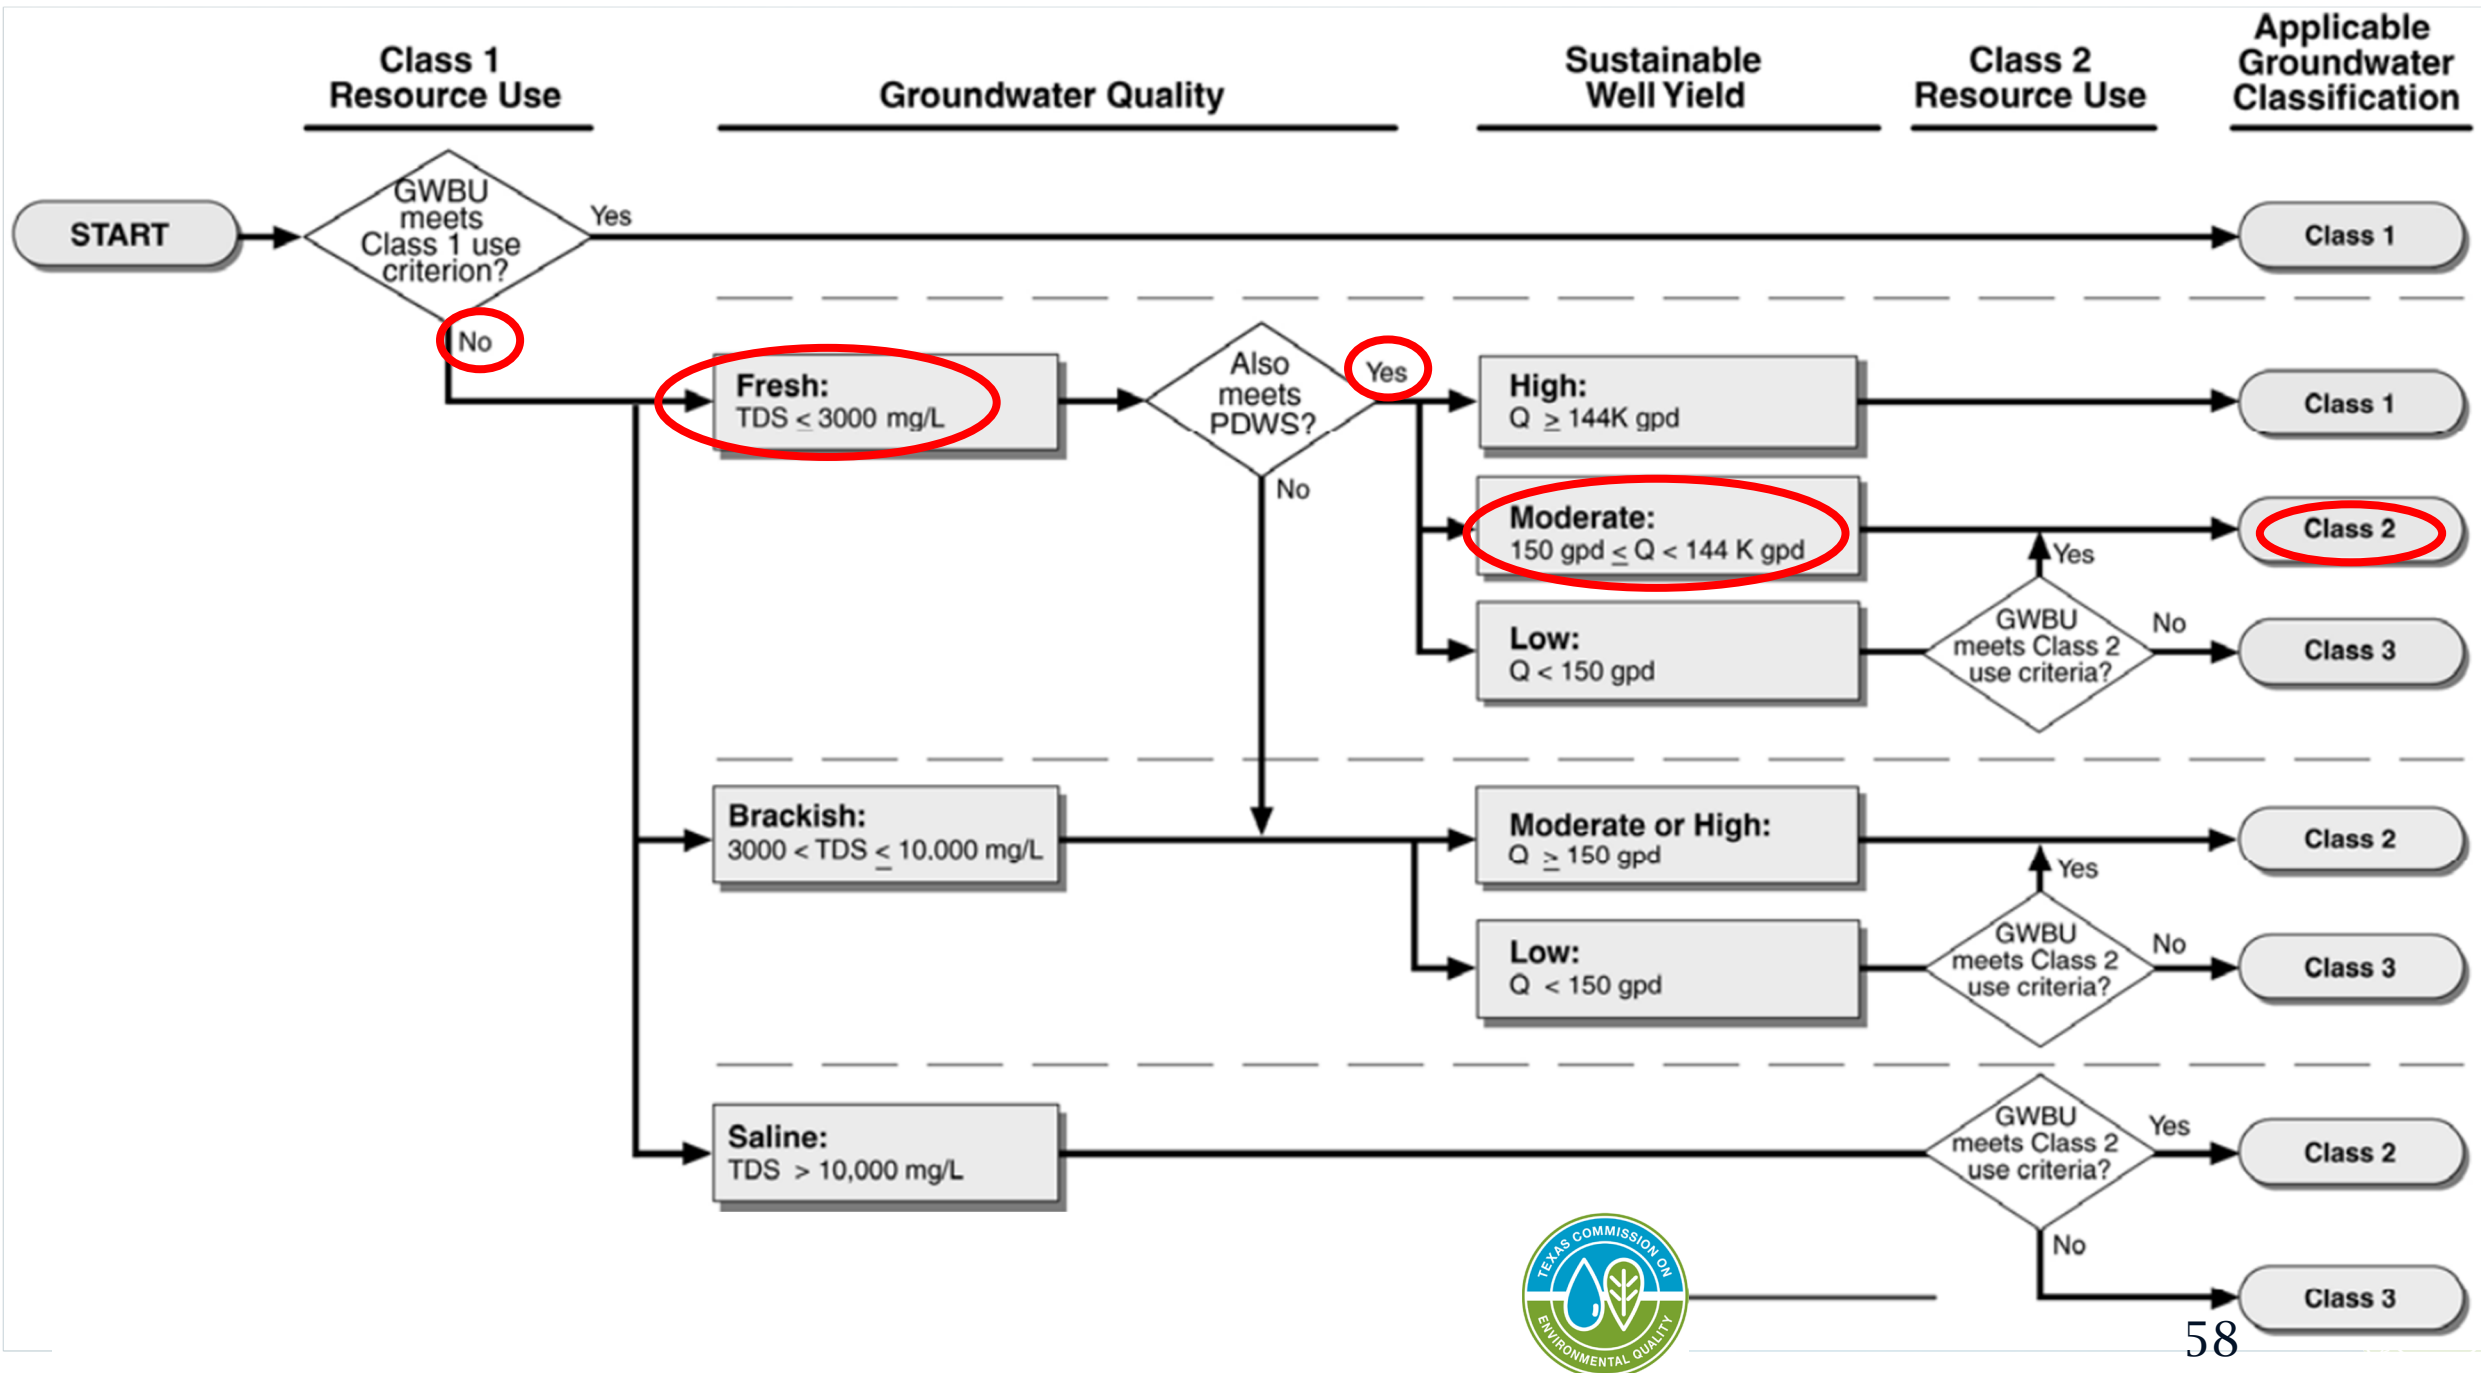 Class 1
Resource Use
Groundwater Quality
Sustainable
Well Yield
Class 2
Resource Use
Applicable
Groundwater
Classification
START
GWBU
meets
Class 1 use
criterion?
Yes
Class 1
No
Fresh:
TDS ≤ 3000 mg/L
Also
meets
PDWS?
Yes
No
High:
Q ≥ 144K gpd
Class 1
Moderate:
150 gpd ≤ Q < 144 K gpd
Class 2
Yes
Low:
Q < 150 gpd
GWBU
meets Class 2
use criteria?
No
Class 3
Brackish:
3000 < TDS ≤ 10.000 mg/L
Moderate or High:
Q ≥ 150 gpd
Class 2
Yes
Low:
Q < 150 gpd
GWBU
meets Class 2
use criteria?
No
Class 3
Saline:
TDS > 10,000 mg/L
GWBU
meets Class 2
use criteria?
Yes
Class 2
No
Class 3
TEXAS COMMISSION ON
ENVIRONMENTAL QUALITY
58